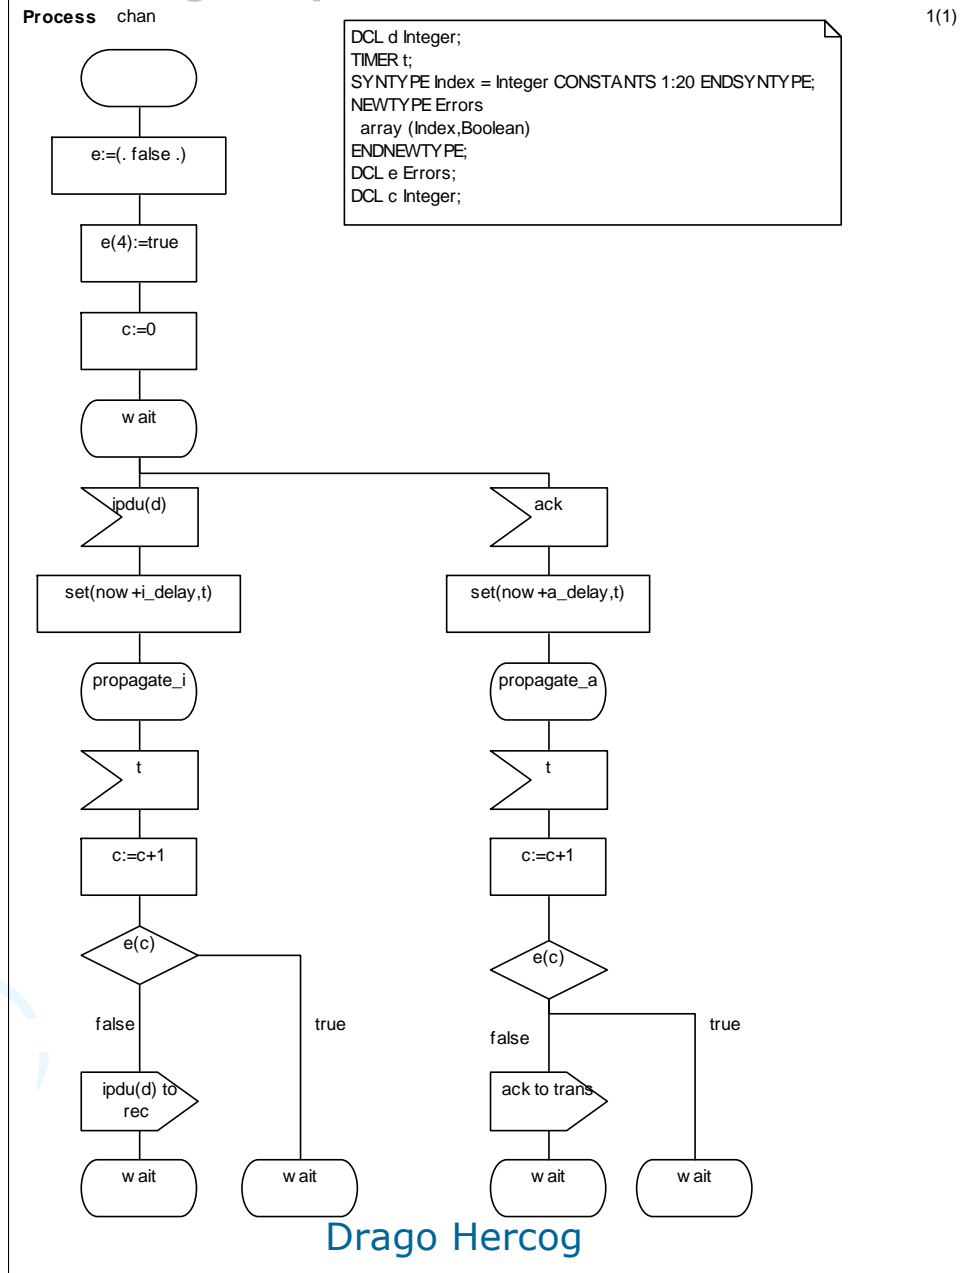 Process chan 1(1)
DCL d Integer;
TIMER t;
SYNTYPE Index = Integer CONSTANTS 1:20 ENDSYNTYPE;
NEWTYPE Errors
array (Index,Boolean)
ENDNEWTYPE;
DCL e Errors;
DCL c Integer;
e:=(. false .)
e(4):=true
c:=0
wait
ipdu(d)
ack
set(now+i_delay,t)
set(now+a_delay,t)
propagate_i
propagate_a
t
t
c:=c+1
c:=c+1
e(c)
e(c)
false
true
false
true
ipdu(d) to
rec
ack to trans
wait
wait
wait
wait
Drago Hercog